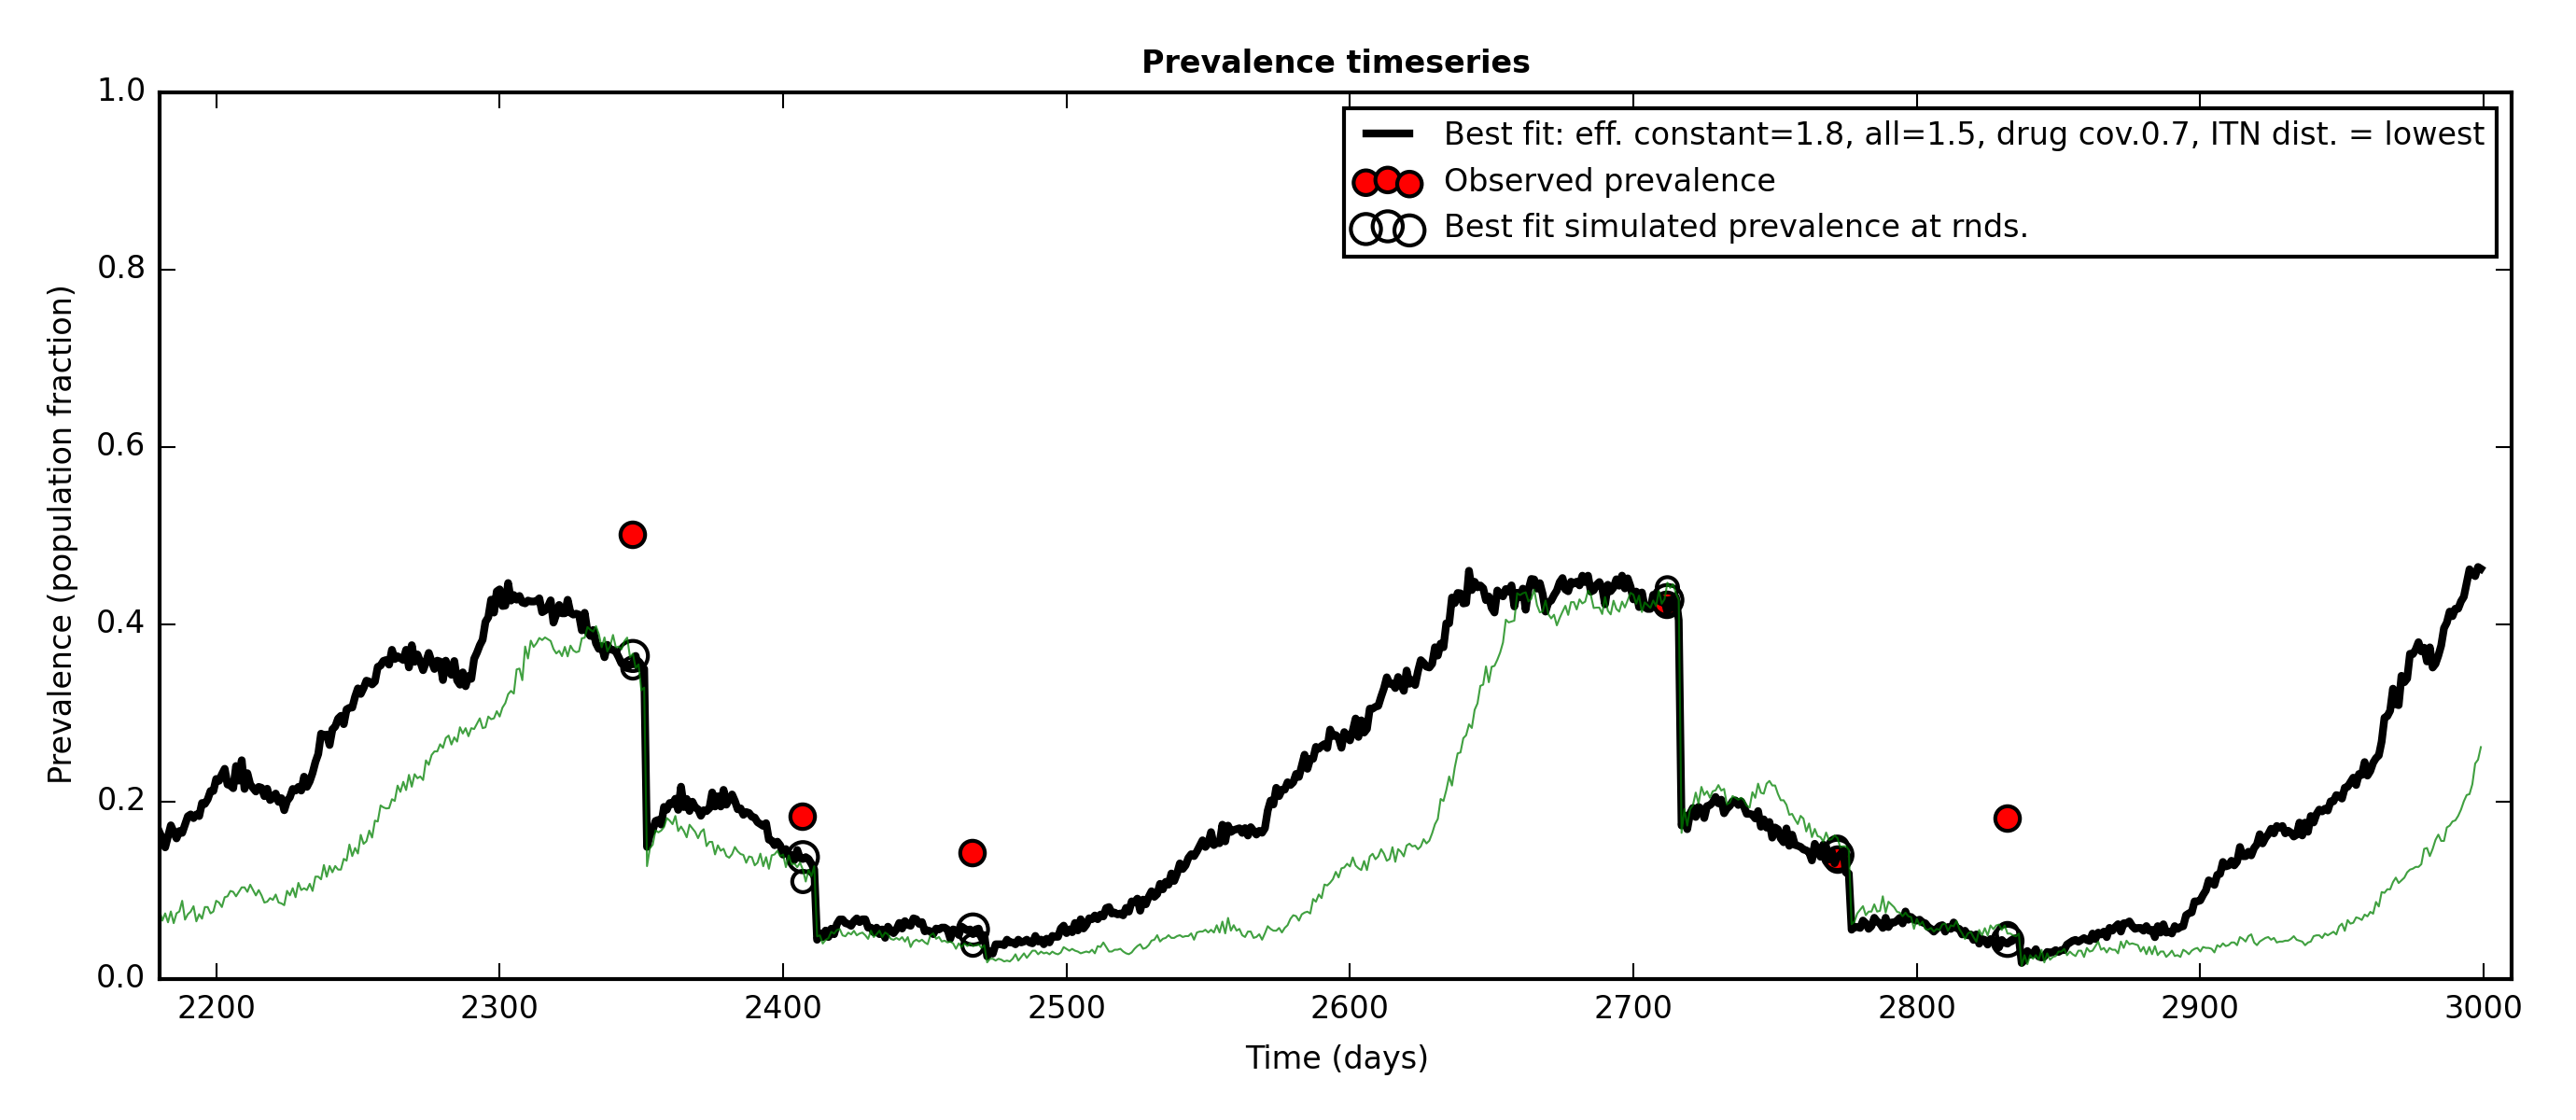 Prevalence timeseries
1.0
0.8
0.6
0.4
0.2
0.0
Prevalence (population fraction)
Best fit: eff. constant=1.8, all=1.5, drug cov.0.7, ITN dist. = lowest
Observed prevalence
Best fit simulated prevalence at rnds.
2200 2300 2400 2500 2600 2700 2800 2900 3000
Time (days)